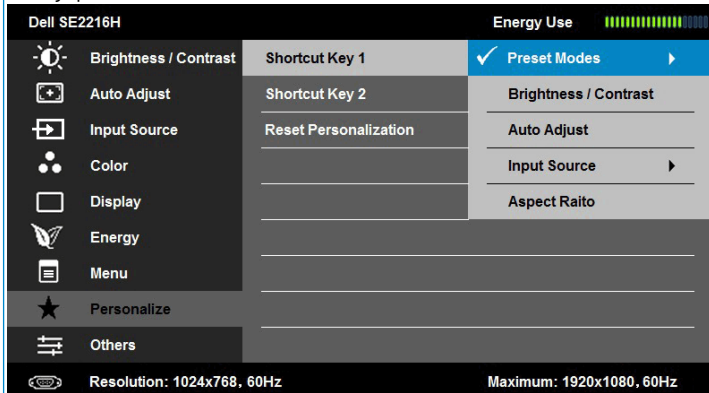 Dell SE2216H Energy Use
Brightness / Contrast Shortcut Key 1 Preset Modes
Auto Adjust Shortcut Key 2 Brightness / Contrast
Input Source Reset Personalization Auto Adjust
Color Input Source
Display Aspect Raito
Energy
Menu
Personalize
Others
Resolution: 1024x768, 60Hz Maximum: 1920x1080, 60Hz